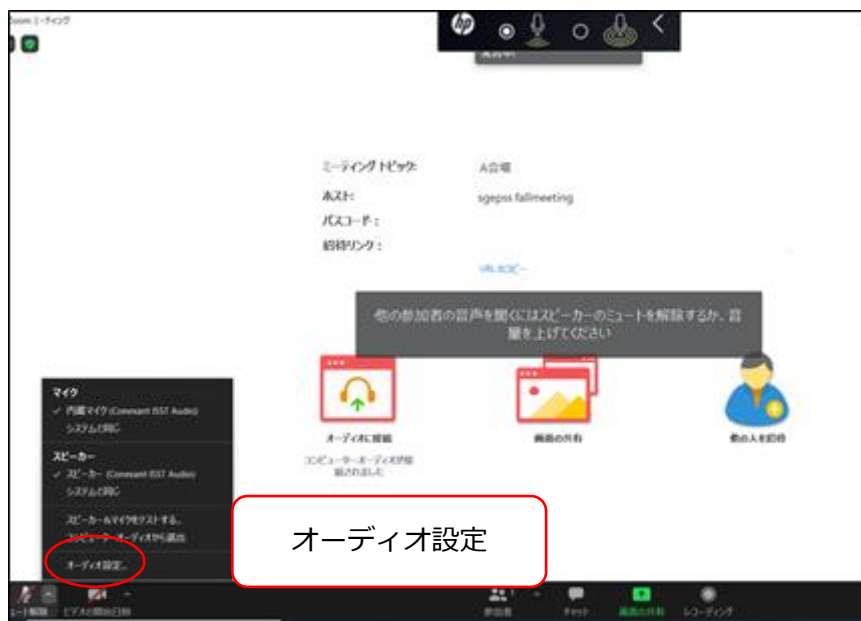 Zoom ミーティング
hp
ミーティング トピック:
A会場
ホスト:
sgepss fallmeeting
パスコード:
招待リンク:
URLのコピー
他の参加者の音声を聞くにはスピーカーのミュートを解除するか、音
量を上げてください
オーディオに接続
コンピューターオーディオが接
続されました
画面の共有
他の人を招待
マイク
✓ 内蔵マイク (Conexant ISST Audio)
システムと同じ
スピーカー
✓ スピーカー (Conexant ISST Audio)
システムと同じ
スピーカー&マイクをテストする...
コンピューターオーディオから退出
オーディオ設定...
オーディオ設定
ミュート解除
ビデオの開始
参加者
1
チャット
画面の共有
レコーディング